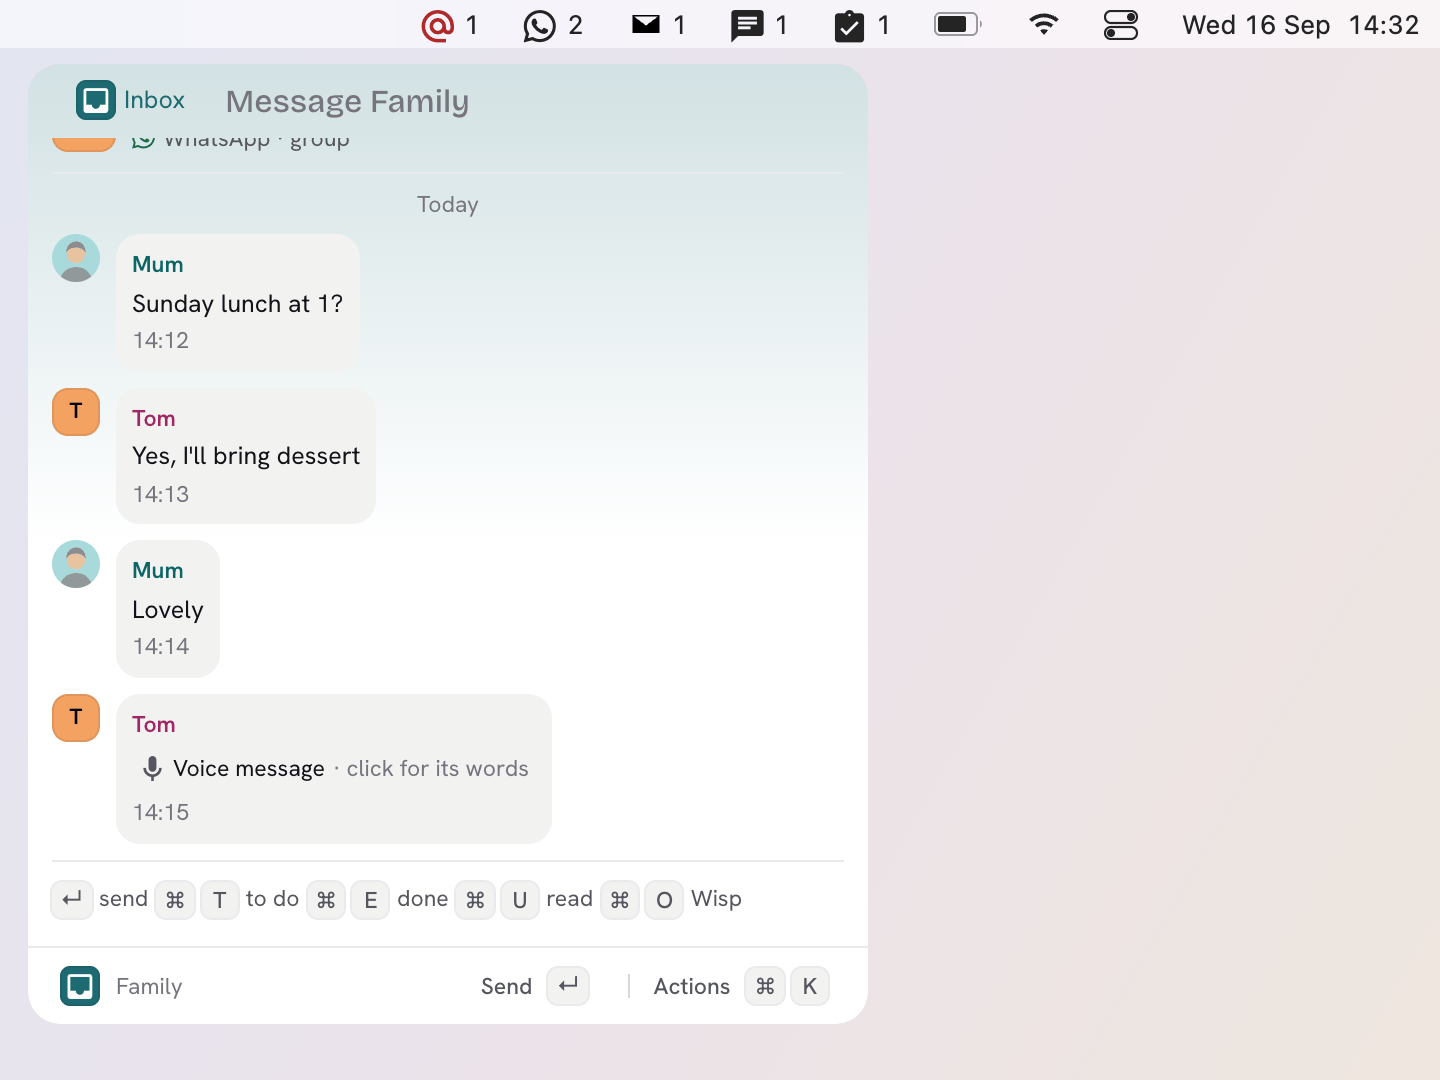 1 2 1 1 1 Wed 16 Sep 14:32
Inbox Message Family
WhatsApp · group
Today
Mum
Sunday lunch at 1?
14:12
T
Tom
Yes, I'll bring dessert
14:13
Mum
Lovely
14:14
T
Tom
Voice message · click for its words
14:15
↵ send ⌘ T to do ⌘ E done ⌘ U read ⌘ O Wisp
Family Send ↵ Actions ⌘ K